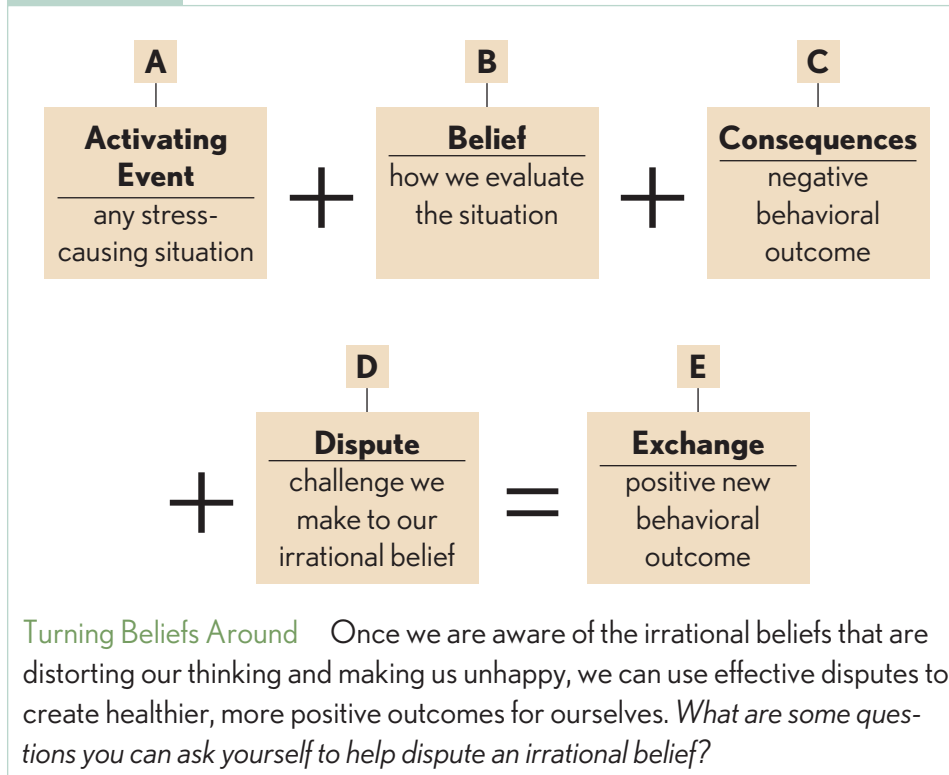 A
B
C
Activating
Event
any stress-
causing situation
+
Belief
how we evaluate
the situation
+
Consequences
negative
behavioral
outcome
D
E
+
Dispute
challenge we
make to our
irrational belief
=
Exchange
positive new
behavioral
outcome
Turning Beliefs Around Once we are aware of the irrational beliefs that are
distorting our thinking and making us unhappy, we can use effective disputes to
create healthier, more positive outcomes for ourselves. What are some ques-
tions you can ask yourself to help dispute an irrational belief?